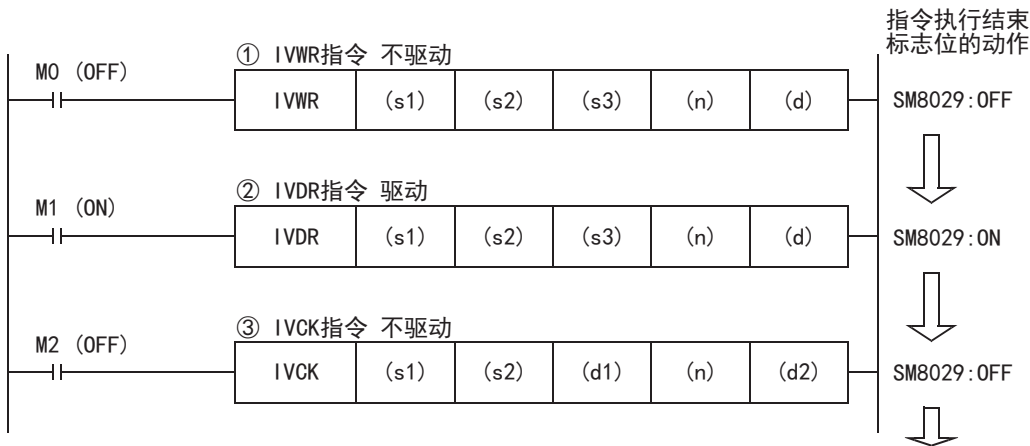 指令执行结束
标志位的动作
① IVWR指令 不驱动
M0 (OFF)
IVWR (s1) (s2) (s3) (n) (d)
SM8029:OFF
② IVDR指令 驱动
M1 (ON)
IVDR (s1) (s2) (s3) (n) (d)
SM8029:ON
③ IVCK指令 不驱动
M2 (OFF)
IVCK (s1) (s2) (d1) (n) (d2)
SM8029:OFF